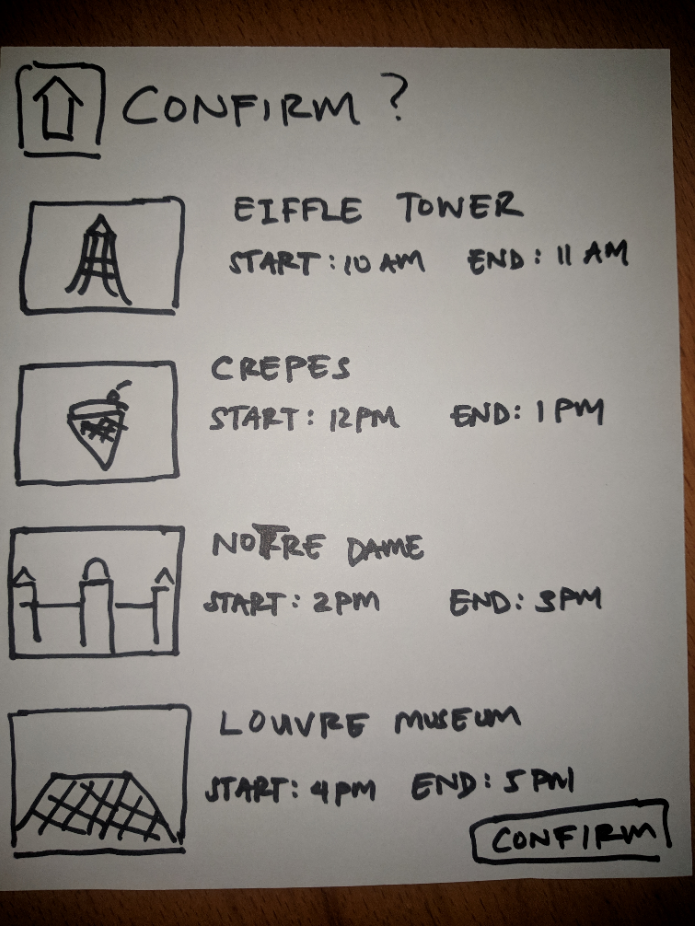 CONFIRM ?
EIFFLE TOWER
START: 10 AM END: 11 AM
CREPES
START: 12PM END: 1 PM
NOTRE DAME
START: 2PM END: 3PM
LOUVRE MUSEUM
START: 4PM END: 5 PM
CONFIRM